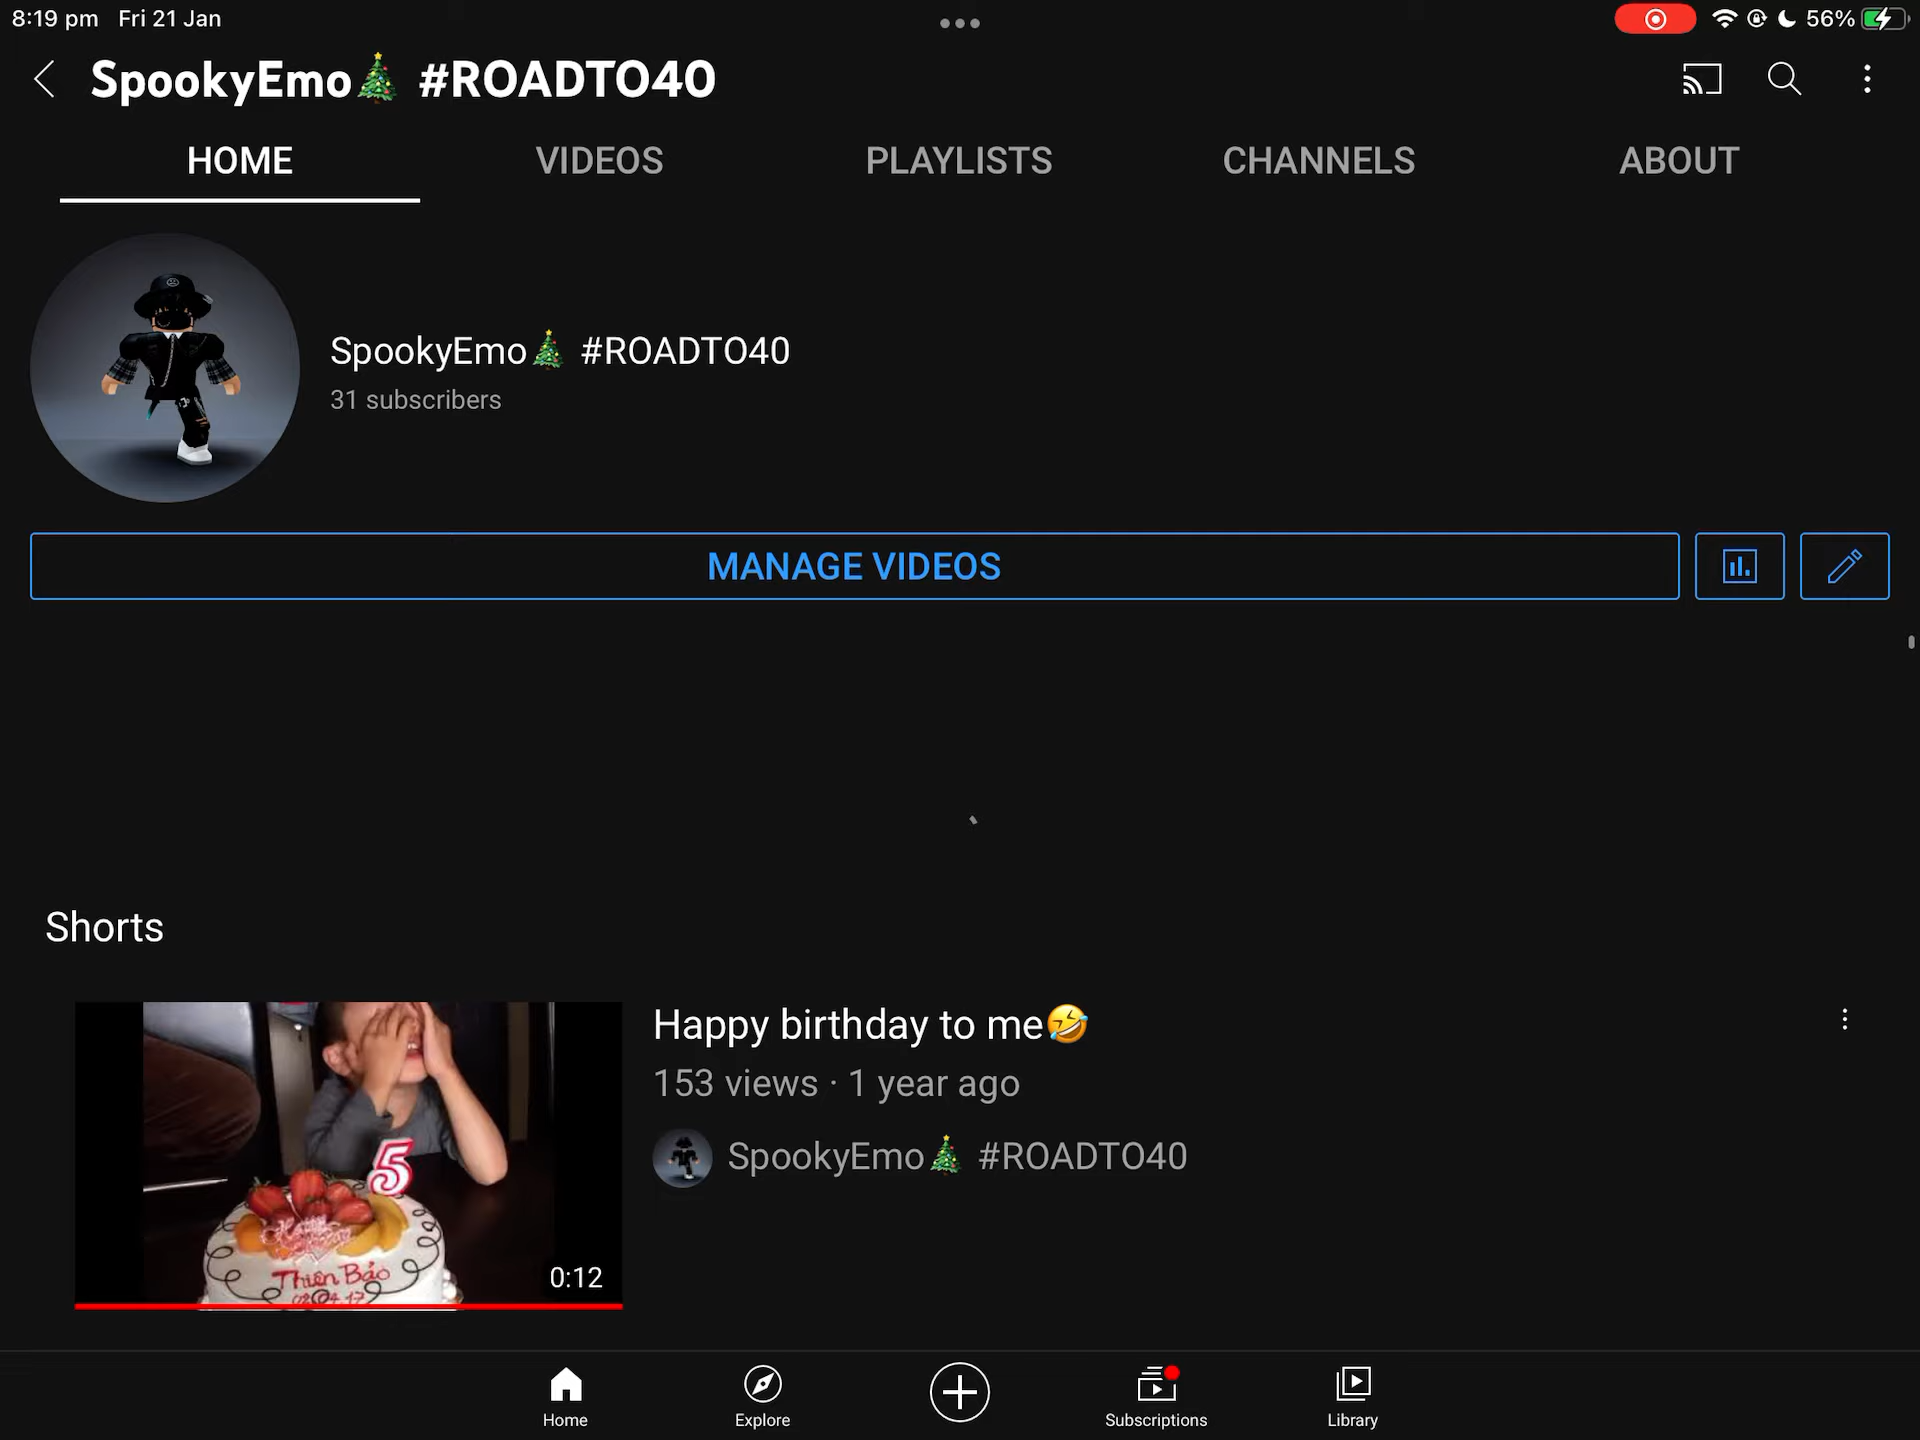 8:19 pm Fri 21 Jan
56%
SpookyEmo🎄 #ROADTO40
HOME VIDEOS PLAYLISTS CHANNELS ABOUT
SpookyEmo🎄 #ROADTO40
31 subscribers
MANAGE VIDEOS
Shorts
Happy birthday to me🤣
153 views · 1 year ago
SpookyEmo🎄 #ROADTO40
5
Thiên Bảo
0:12
Home Explore Subscriptions Library